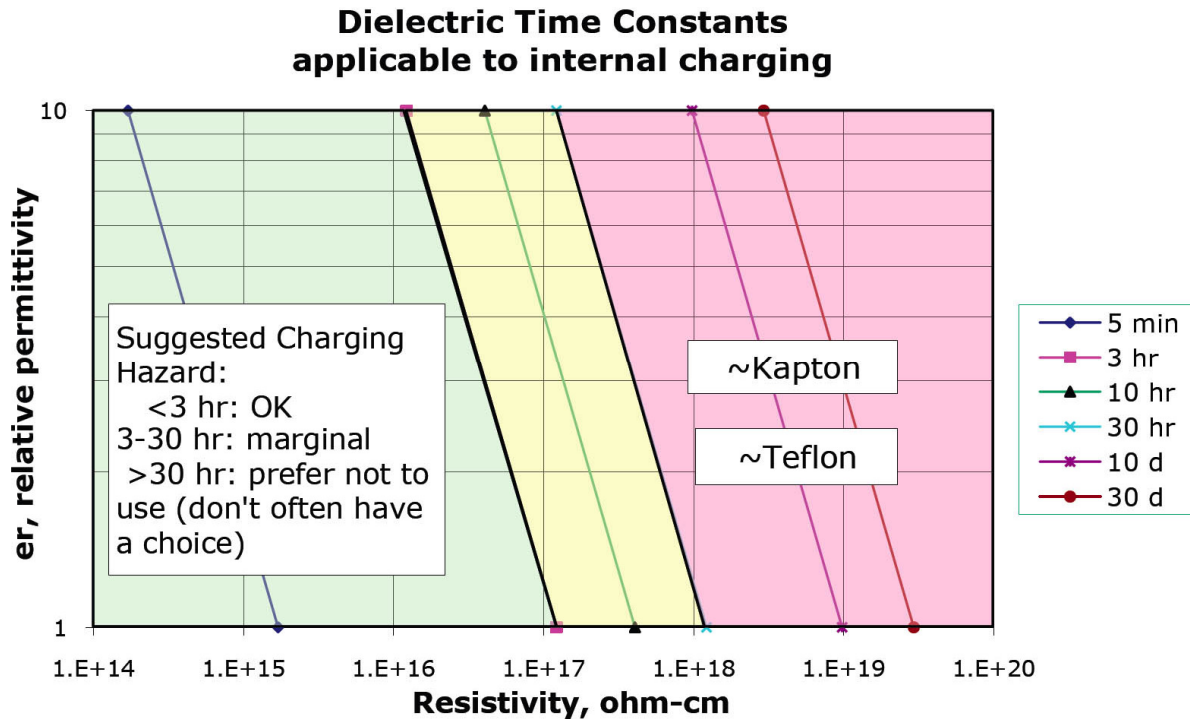 Dielectric Time Constants
applicable to internal charging
er, relative permittivity
10
1
Suggested Charging
Hazard:
<3 hr: OK
3-30 hr: marginal
>30 hr: prefer not to
use (don't often have
a choice)
~Kapton
~Teflon
5 min
3 hr
10 hr
30 hr
10 d
30 d
1.E+14 1.E+15 1.E+16 1.E+17 1.E+18 1.E+19 1.E+20
Resistivity, ohm-cm